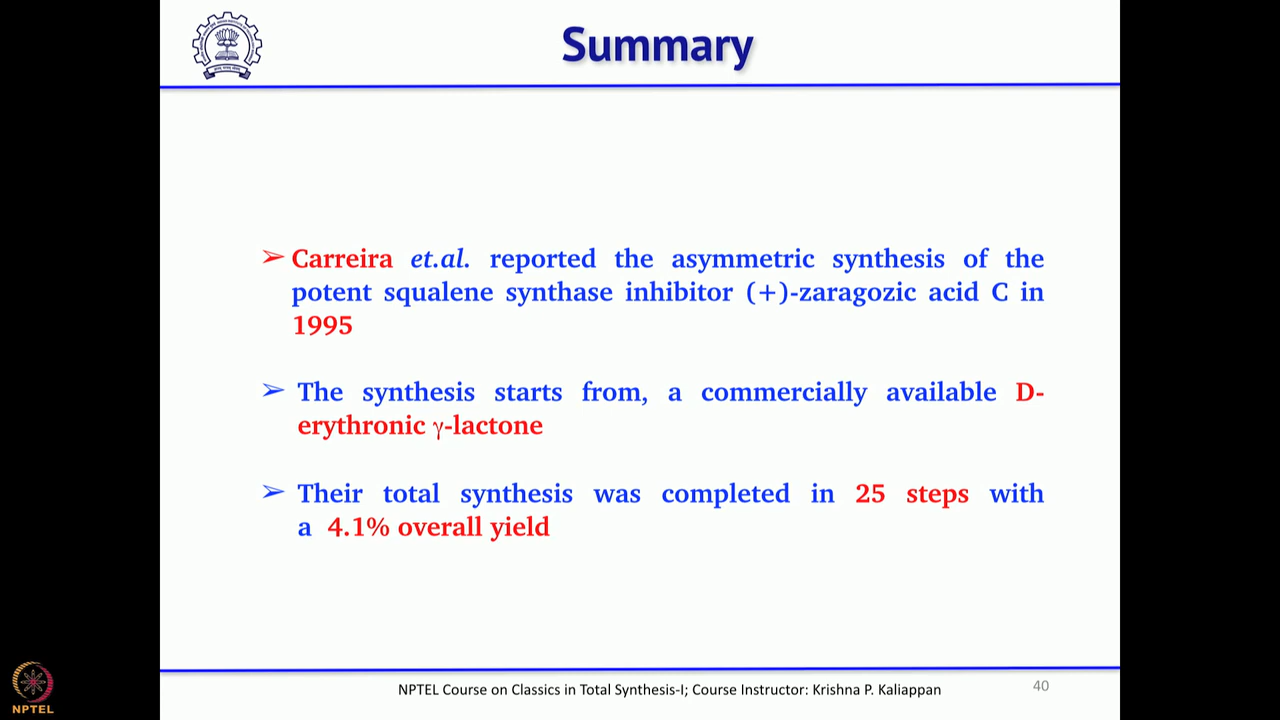 Summary
➢ Carreira et.al. reported the asymmetric synthesis of the
potent squalene synthase inhibitor (+)-zaragozic acid C in
1995
➢ The synthesis starts from, a commercially available D-
erythronic γ-lactone
➢ Their total synthesis was completed in 25 steps with
a 4.1% overall yield
NPTEL Course on Classics in Total Synthesis-I; Course Instructor: Krishna P. Kaliappan
40
NPTEL